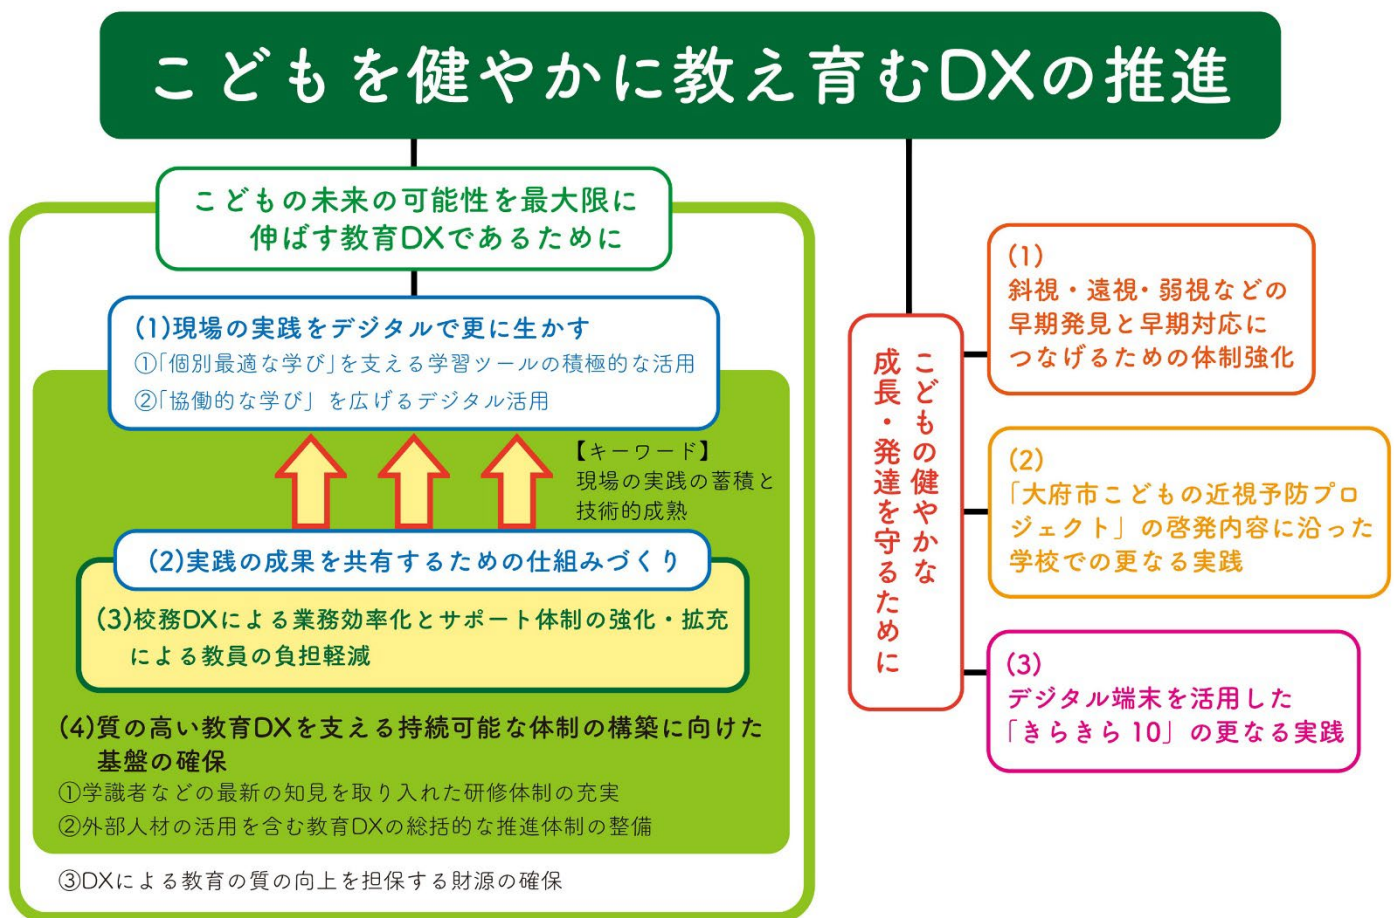 こどもを健やかに教え育むDXの推進
こどもの未来の可能性を最大限に
伸ばす教育DXであるために
(1)現場の実践をデジタルで更に生かす
①「個別最適な学び」を支える学習ツールの積極的な活用
②「協働的な学び」を広げるデジタル活用
【キーワード】
現場の実践の蓄積と
技術的成熟
(2)実践の成果を共有するための仕組みづくり
(3)校務DXによる業務効率化とサポート体制の強化・拡充
による教員の負担軽減
(4)質の高い教育DXを支える持続可能な体制の構築に向けた
基盤の確保
①学識者などの最新の知見を取り入れた研修体制の充実
②外部人材の活用を含む教育DXの総括的な推進体制の整備
③DXによる教育の質の向上を担保する財源の確保
こどもの健やかな
成長・発達を守るために
(1)
斜視・遠視・弱視などの
早期発見と早期対応に
つなげるための体制強化
(2)
「大府市こどもの近視予防プロ
ジェクト」の啓発内容に沿った
学校での更なる実践
(3)
デジタル端末を活用した
「きらきら10」の更なる実践